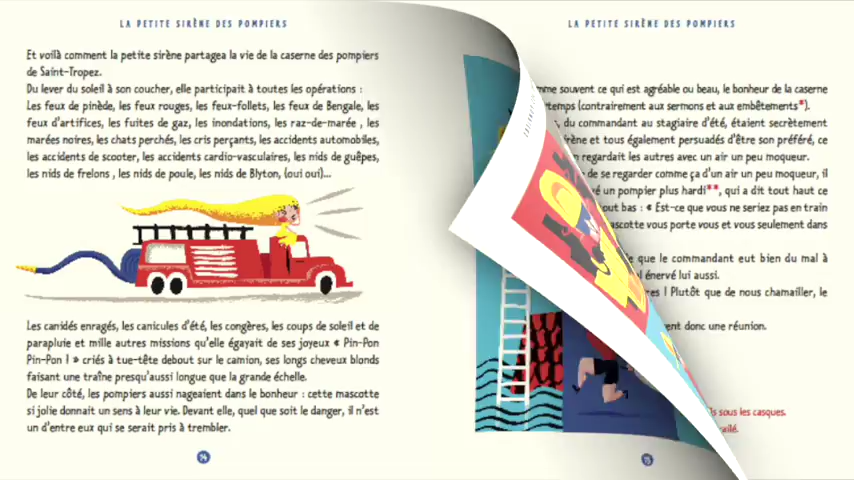 LA PETITE SIRÈNE DES POMPIERS
Et voilà comment la petite sirène partagea la vie de la caserne des pompiers
de Saint-Tropez.
Du lever du soleil à son coucher, elle participait à toutes les opérations :
Les feux de pinède, les feux rouges, les feux-follets, les feux de Bengale, les
feux d'artifices, les fuites de gaz, les inondations, les raz-de-marée , les
marées noires, les chats perchés, les cris perçants, les accidents automobiles,
les accidents de scooter, les accidents cardio-vasculaires, les nids de guêpes,
les nids de frelons , les nids de poule, les nids de Blyton, (oui oui)...
Les canidés enragés, les canicules d'été, les congères, les coups de soleil et de
parapluie et mille autres missions qu'elle égayait de ses joyeux « Pin-Pon
Pin-Pon ! » criés à tue-tête debout sur le camion, ses longs cheveux blonds
faisant une traîne presqu'aussi longue que la grande échelle.
De leur côté, les pompiers aussi nageaient dans le bonheur : cette mascotte
si jolie donnait un sens à leur vie. Devant elle, quel que soit le danger, il n'est
un d'entre eux qui se serait pris à trembler.
14
LA PETITE SIRÈNE DES POMPIERS
souvent ce qui est agréable ou beau, le bonheur de la caserne
(contrairement aux sermons et aux embêtements*).
du commandant au stagiaire d'été, étaient secrètement
et tous également persuadés d'être son préféré, ce
regardait les autres avec un air un peu moqueur.
de se regarder comme ça d'un air un peu moqueur, il
un pompier plus hardi**, qui a dit tout haut ce
bas : « Est-ce que vous ne seriez pas en train
vous porte vous et vous seulement dans
que le commandant eut bien du mal à
énervé lui aussi.
! Plutôt que de nous chamailler, le
donc une réunion.
sous les casques.
15